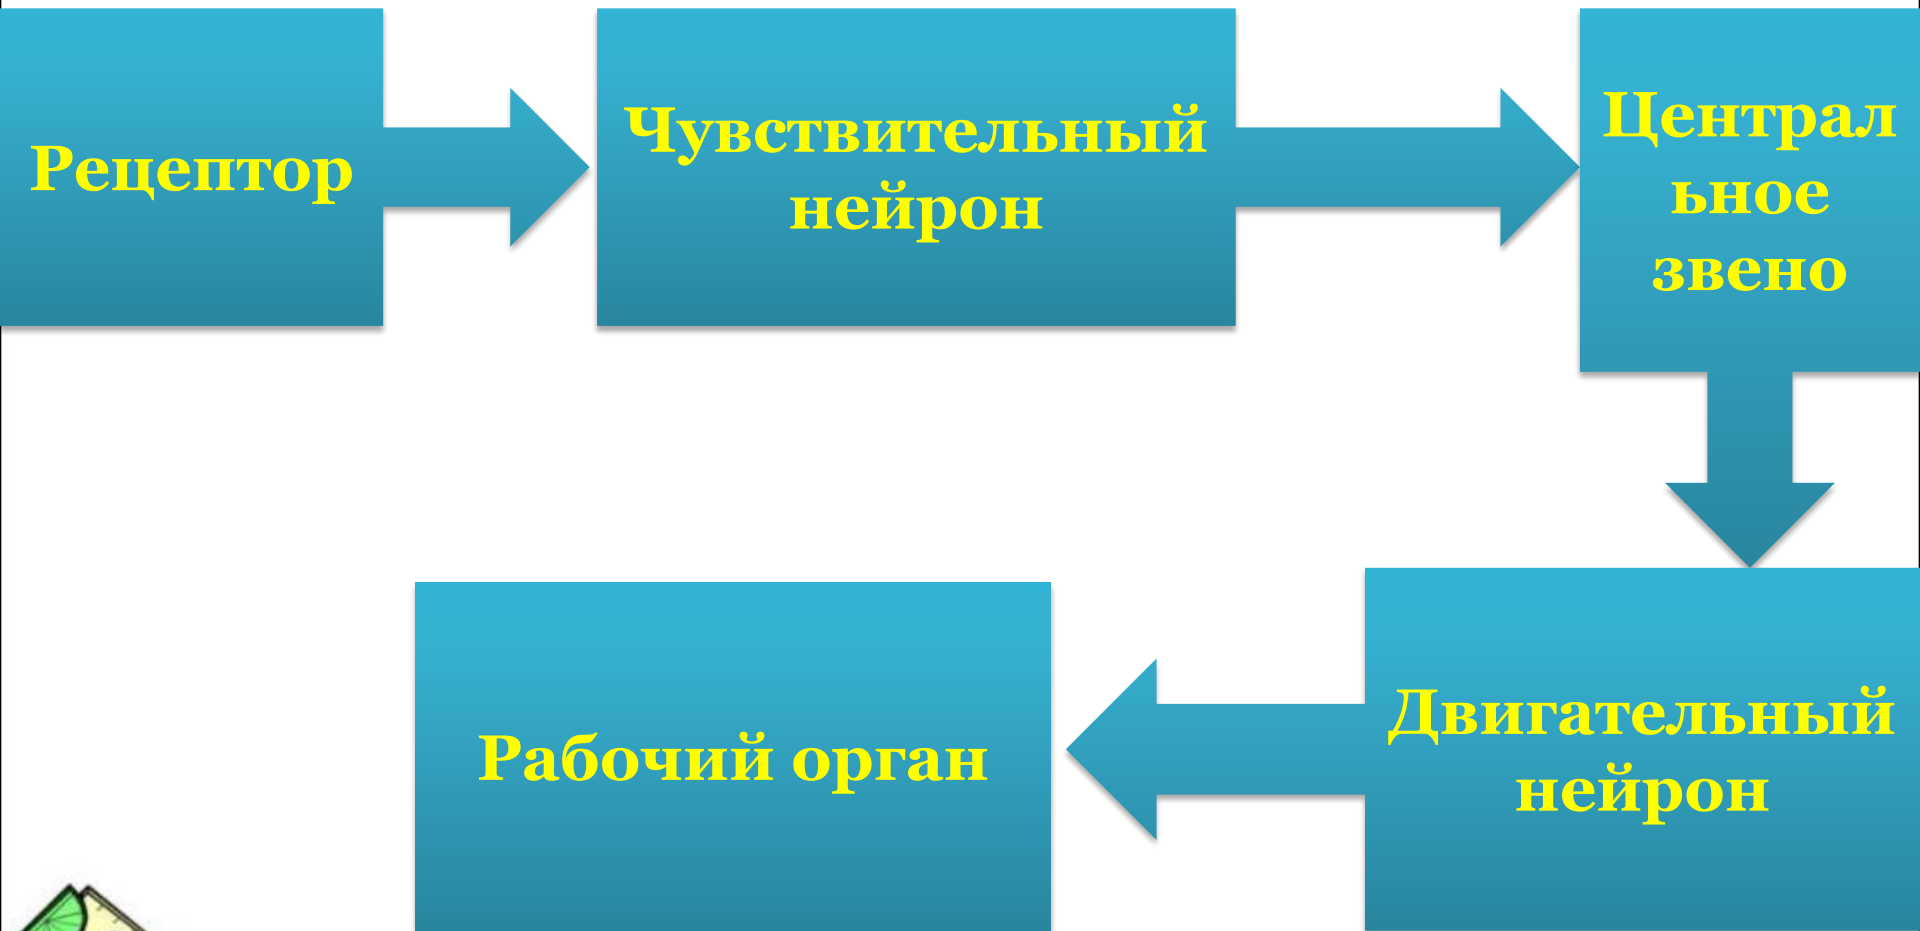 Рецептор
Чувствительный
нейрон
Централ
ьное
звено
Двигательный
нейрон
Рабочий орган